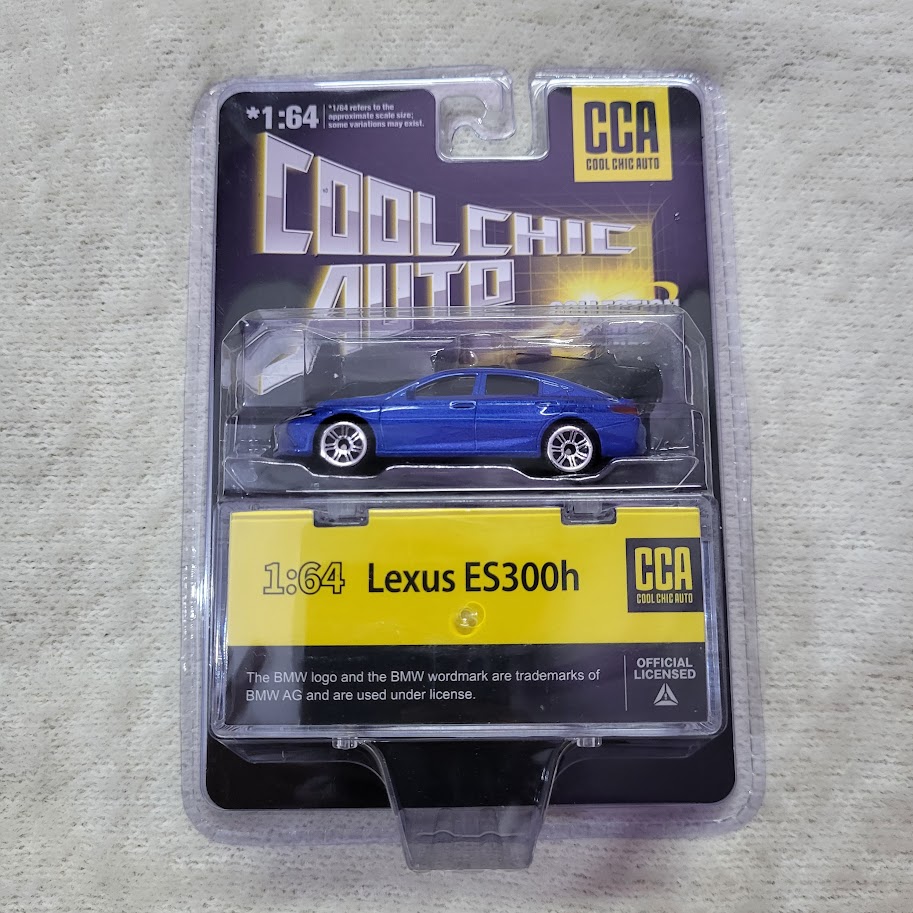 *1:64
*1/64 refers to the
approximate scale size;
some variations may exist.
CCA
COOL CHIC AUTO
COOL CHIC
AUTO
COLLECTION
1:64 Lexus ES300h
CCA
COOL CHIC AUTO
The BMW logo and the BMW wordmark are trademarks of
BMW AG and are used under license.
OFFICIAL
LICENSED